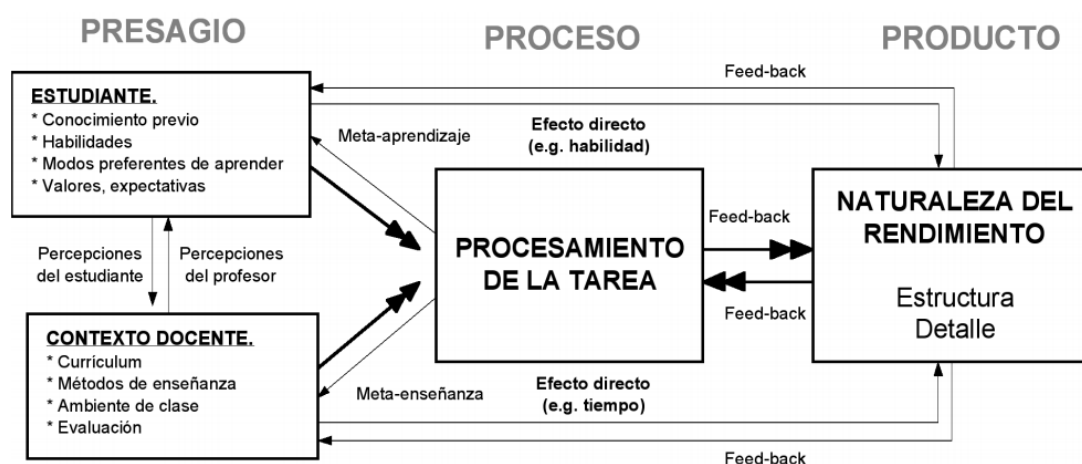 PRESAGIO
PROCESO
PRODUCTO
Feed-back
ESTUDIANTE.
* Conocimiento previo
* Habilidades
* Modos preferentes de aprender
* Valores, expectativas
Meta-aprendizaje
Efecto directo
(e.g. habilidad)
Percepciones
del estudiante
Percepciones
del profesor
PROCESAMIENTO
DE LA TAREA
Feed-back
Feed-back
NATURALEZA DEL
RENDIMIENTO
Estructura
Detalle
CONTEXTO DOCENTE.
* Currículum
* Métodos de enseñanza
* Ambiente de clase
* Evaluación
Meta-enseñanza
Efecto directo
(e.g. tiempo)
Feed-back